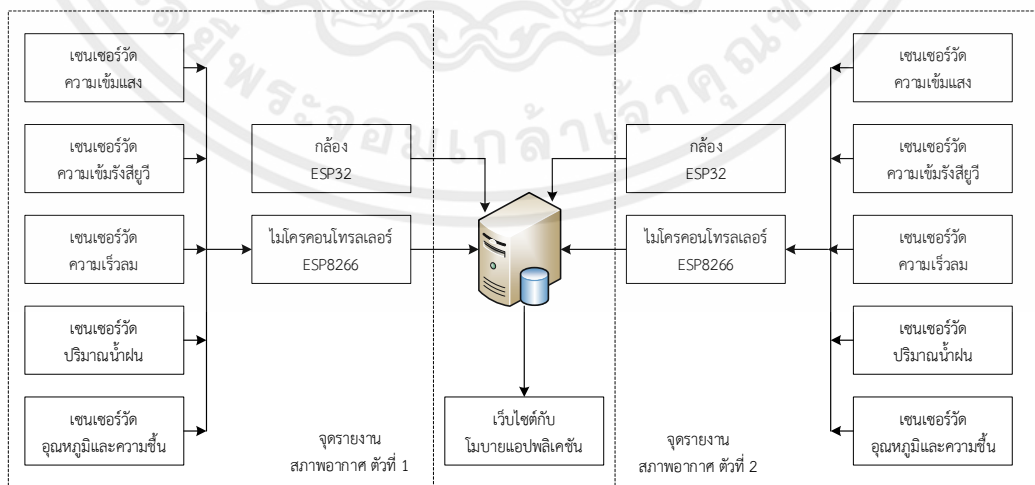 พระจอมเกล้าเจ้าคุณท
เซนเซอร์วัด
ความเข้มแสง
เซนเซอร์วัด
ความเข้มรังสียูวี
เซนเซอร์วัด
ความเร็วลม
เซนเซอร์วัด
ปริมาณน้ำฝน
เซนเซอร์วัด
อุณหภูมิและความชื้น
กล้อง
ESP32
ไมโครคอนโทรลเลอร์
ESP8266
จุดรายงาน
สภาพอากาศ ตัวที่ 1
เว็บไซต์กับ
โมบายแอปพลิเคชัน
กล้อง
ESP32
ไมโครคอนโทรลเลอร์
ESP8266
จุดรายงาน
สภาพอากาศ ตัวที่ 2
เซนเซอร์วัด
ความเข้มแสง
เซนเซอร์วัด
ความเข้มรังสียูวี
เซนเซอร์วัด
ความเร็วลม
เซนเซอร์วัด
ปริมาณน้ำฝน
เซนเซอร์วัด
อุณหภูมิและความชื้น